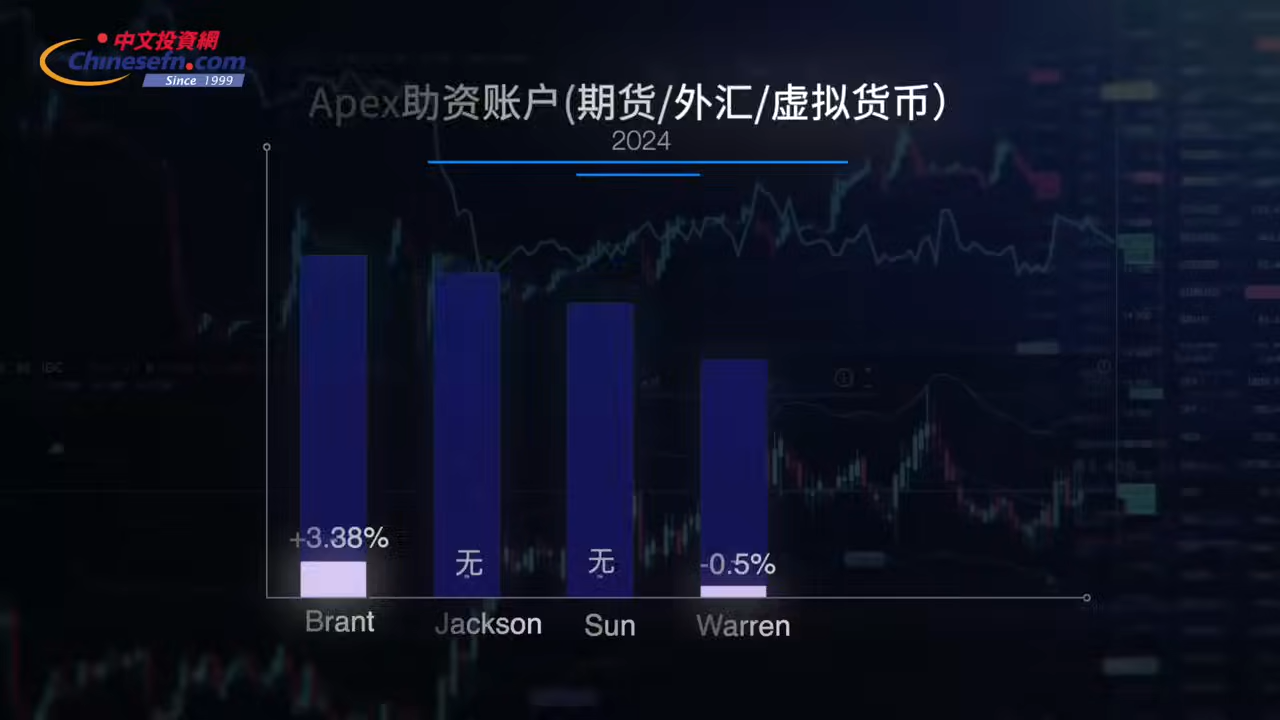 中文投資網
Chinesefn.com
Since 1999
Apex助资账户(期货/外汇/虚拟货币)
2024
+3.38%
无
无
-0.5%
Brant
Jackson
Sun
Warren